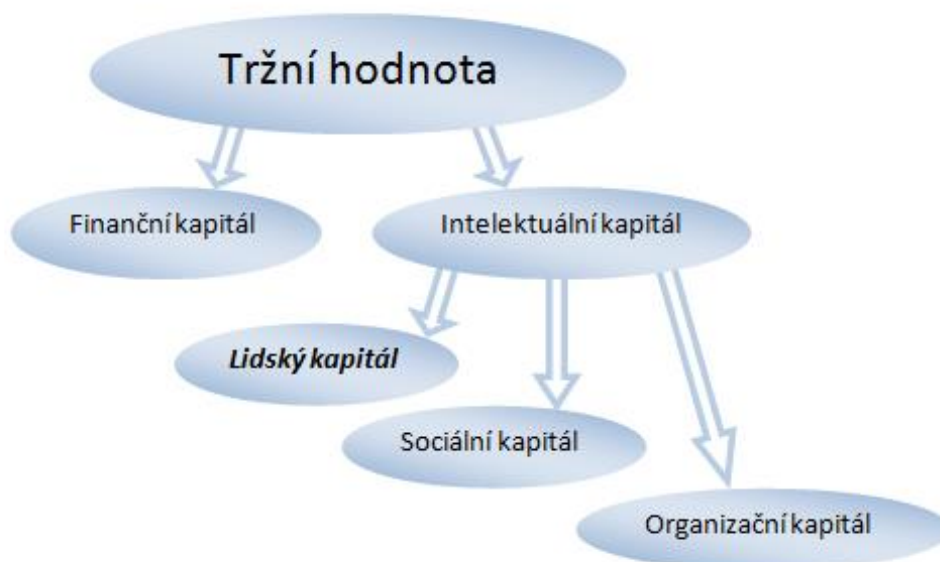 Tržní hodnota
Finanční kapitál
Intelektuální kapitál
Lidský kapitál
Sociální kapitál
Organizační kapitál